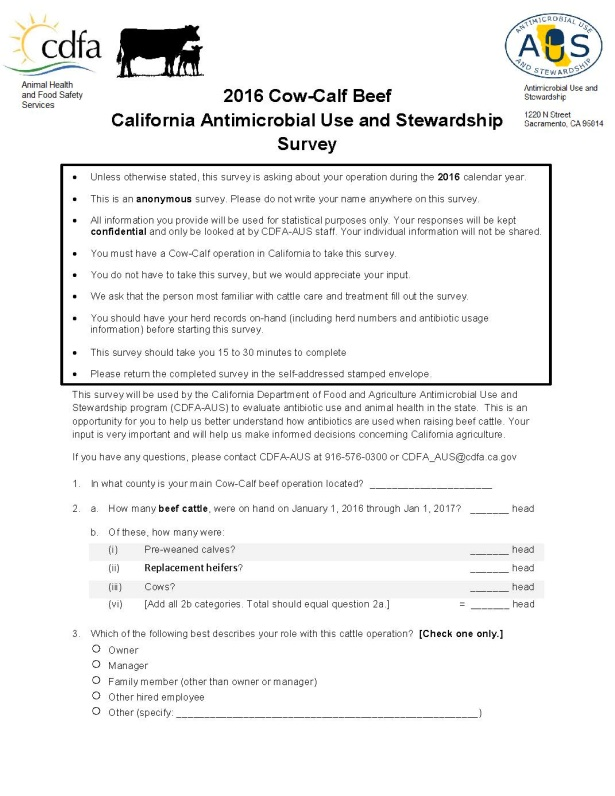 cdfa
Animal Health
and Food Safety
Services
ANTIMICROBIAL USE
AUS
AND STEWARDSHIP
Antimicrobial Use and
Stewardship
1220 N Street
Sacramento, CA 95814
2016 Cow-Calf Beef
California Antimicrobial Use and Stewardship
Survey
• Unless otherwise stated, this survey is asking about your operation during the 2016 calendar year.
• This is an anonymous survey. Please do not write your name anywhere on this survey.
• All information you provide will be used for statistical purposes only. Your responses will be kept
confidential and only be looked at by CDFA-AUS staff. Your individual information will not be shared.
• You must have a Cow-Calf operation in California to take this survey.
• You do not have to take this survey, but we would appreciate your input.
• We ask that the person most familiar with cattle care and treatment fill out the survey.
• You should have your herd records on-hand (including herd numbers and antibiotic usage
information) before starting this survey.
• This survey should take you 15 to 30 minutes to complete
• Please return the completed survey in the self-addressed stamped envelope.
This survey will be used by the California Department of Food and Agriculture Antimicrobial Use and
Stewardship program (CDFA-AUS) to evaluate antibiotic use and animal health in the state. This is an
opportunity for you to help us better understand how antibiotics are used when raising beef cattle. Your
input is very important and will help us make informed decisions concerning California agriculture.
If you have any questions, please contact CDFA-AUS at 916-576-0300 or CDFA_AUS@cdfa.ca.gov
1. In what county is your main Cow-Calf beef operation located? ______________________
2. a. How many beef cattle, were on hand on January 1, 2016 through Jan 1, 2017? _______ head
b. Of these, how many were:
(i) Pre-weaned calves? _______ head
(ii) Replacement heifers? _______ head
(iii) Cows? _______ head
(vi) [Add all 2b categories. Total should equal question 2a.] = _______ head
3. Which of the following best describes your role with this cattle operation? [Check one only.]
O Owner
O Manager
O Family member (other than owner or manager)
O Other hired employee
O Other (specify: ______________________________________________________)